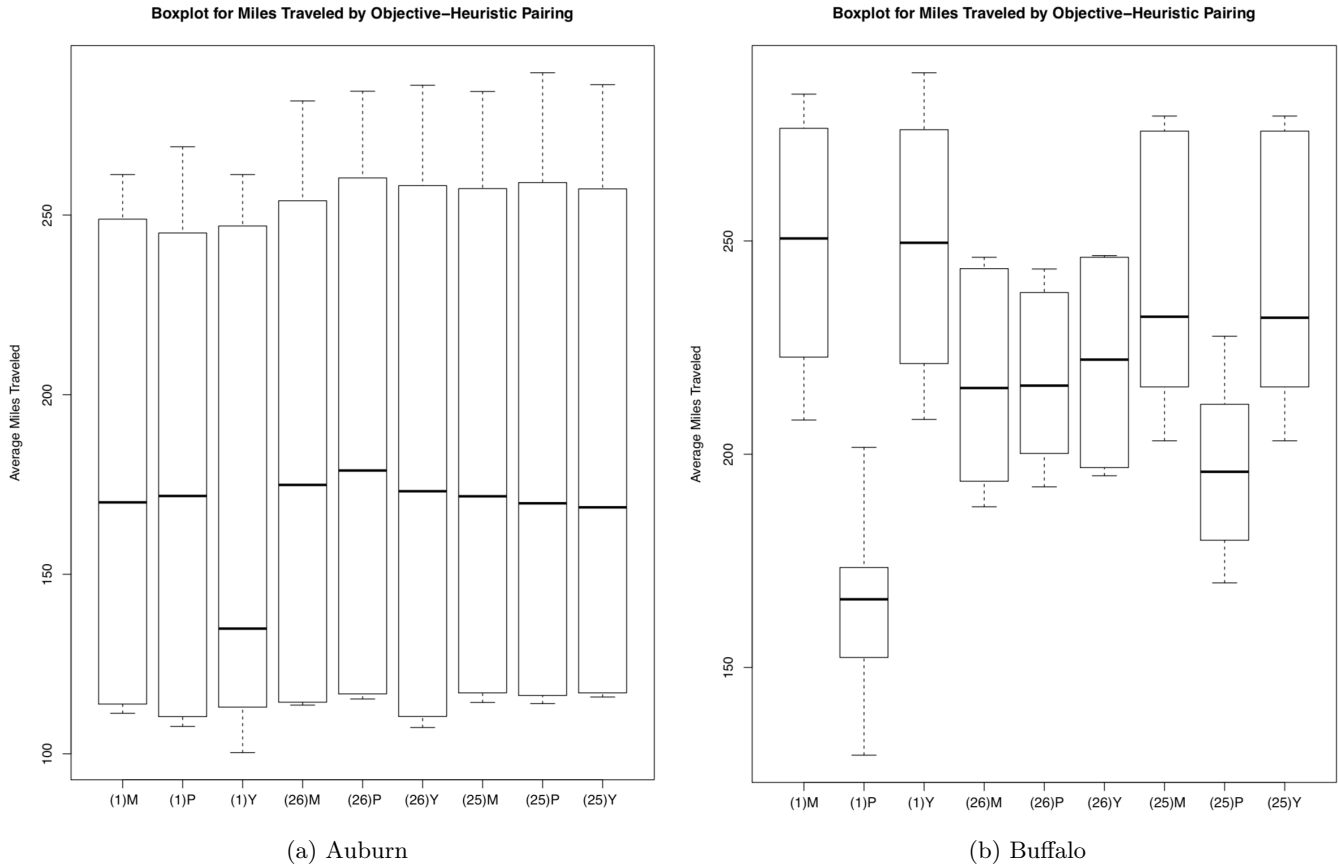 Boxplot for Miles Traveled by Objective−Heuristic Pairing
Average Miles Traveled
250
200
150
100
(1)M (1)P (1)Y (26)M (26)P (26)Y (25)M (25)P (25)Y
(a) Auburn
Boxplot for Miles Traveled by Objective−Heuristic Pairing
Average Miles Traveled
250
200
150
(1)M (1)P (1)Y (26)M (26)P (26)Y (25)M (25)P (25)Y
(b) Buffalo